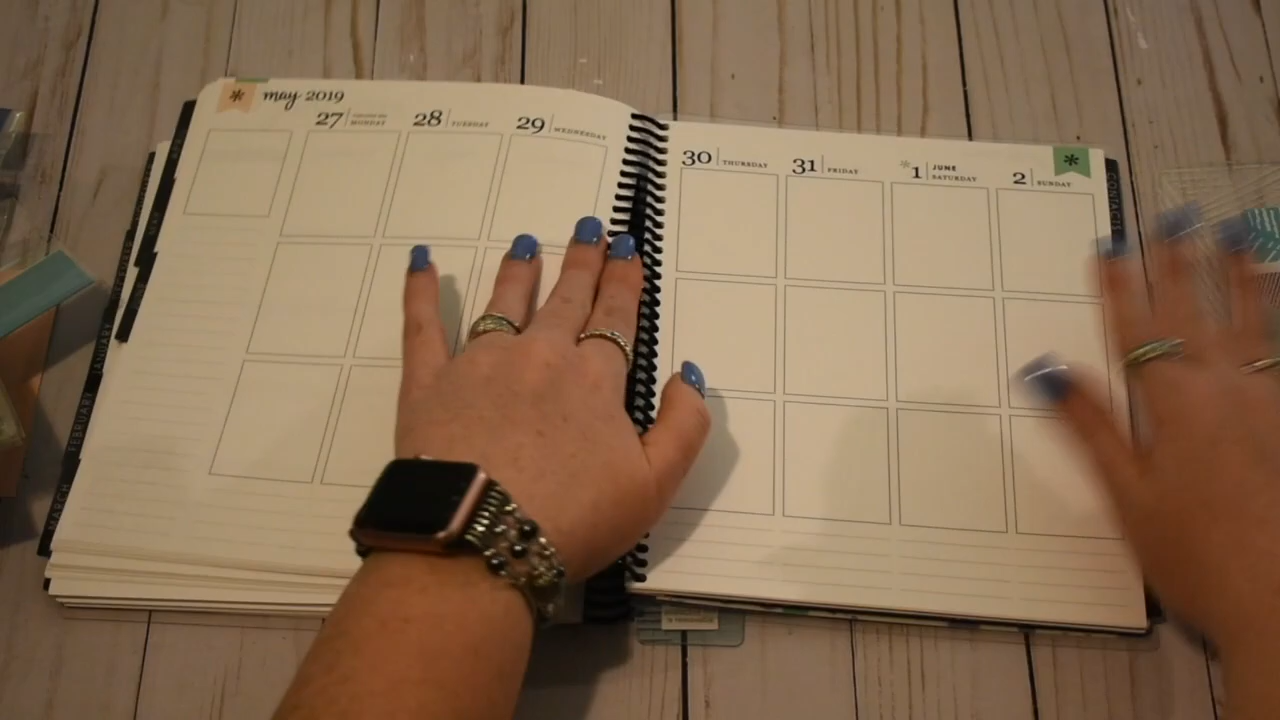 may 2019
27 MONDAY
28 TUESDAY
29 WEDNESDAY
30 THURSDAY
31 FRIDAY
1 JUNE
SATURDAY
2 SUNDAY
CONTACTS
JANUARY
FEBRUARY
MARCH